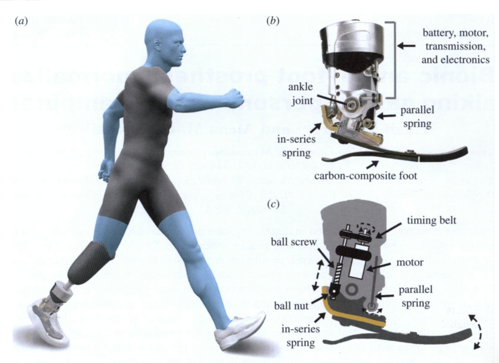 (a)
(b)
battery, motor,
transmission,
and electronics
ankle
joint
parallel
spring
in-series
spring
carbon-composite foot
(c)
timing belt
ball screw
motor
parallel
spring
ball nut
in-series
spring